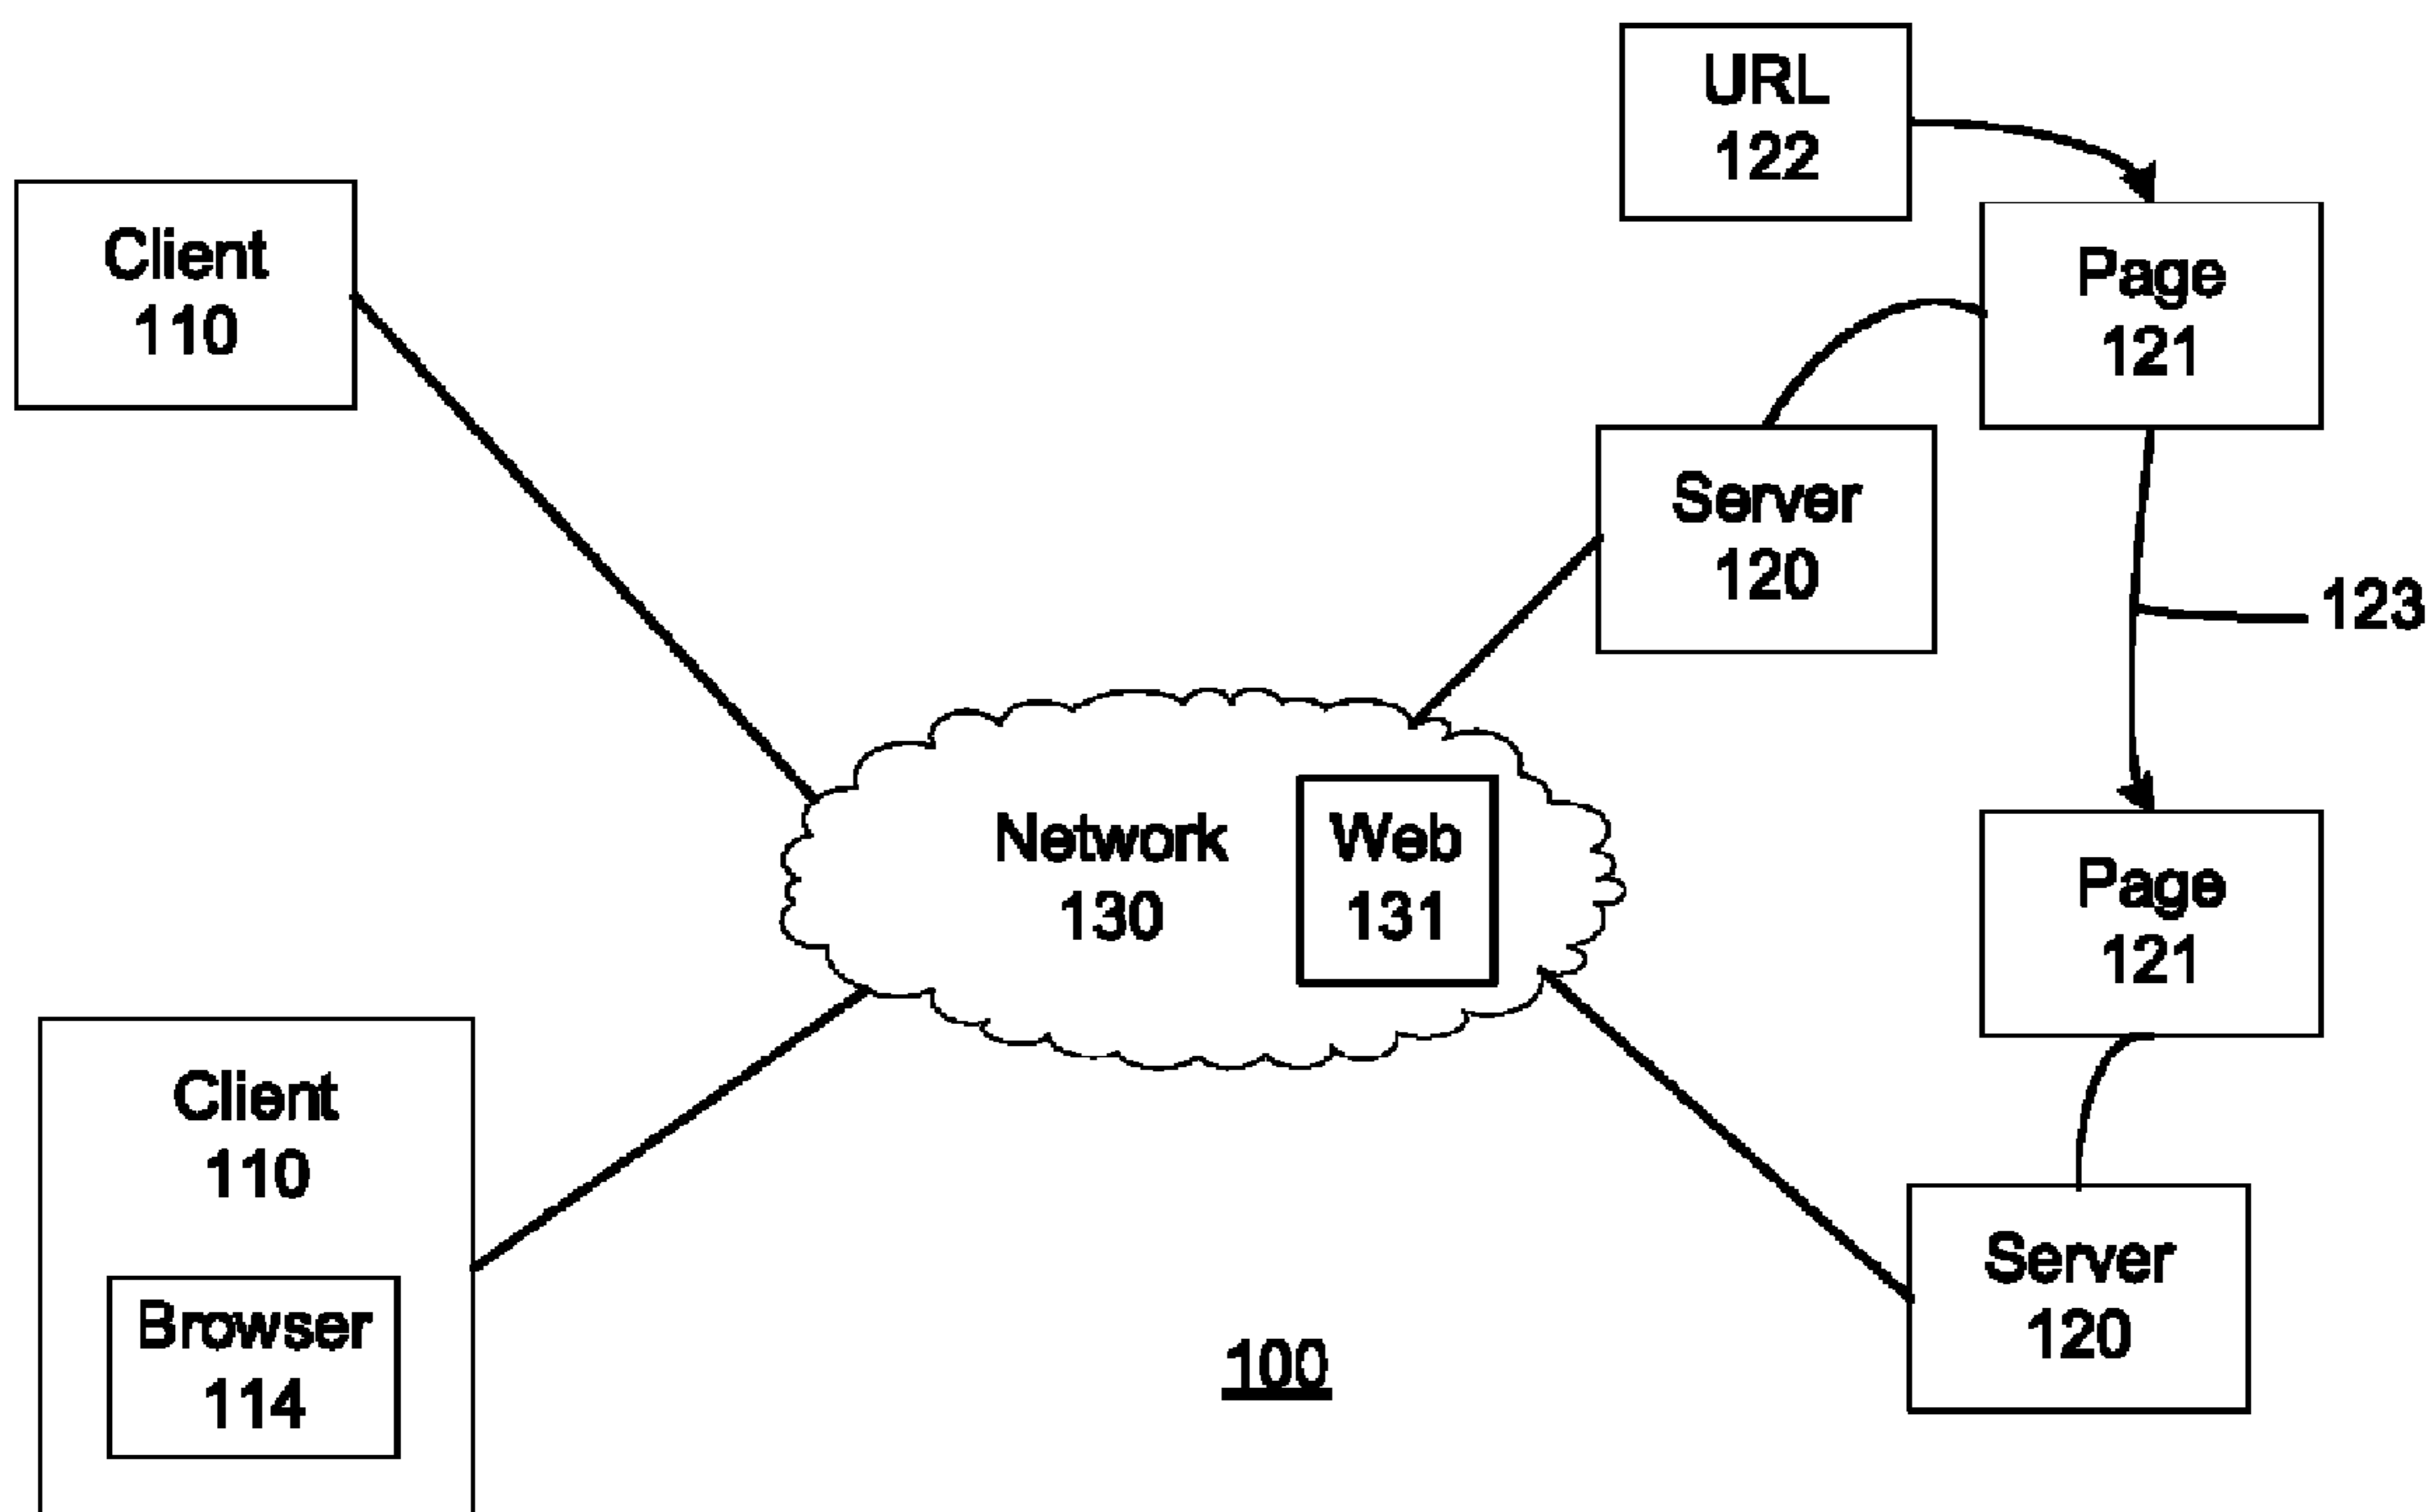 URL
122
Client
110
Page
121
Server
120
123
Network
130
Web
131
Page
121
Client
110
Browser
114
Server
120
100